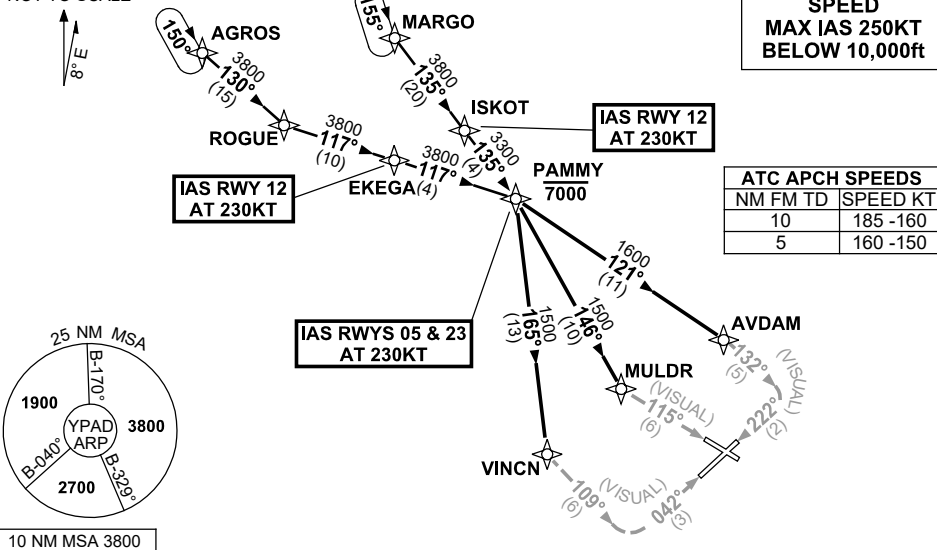 NOT TO SCALE
8° E
150°
AGROS
3800
130°
(15)
ROGUE
3800
117°
(10)
EKEGA
3800
117°
(4)
155°
MARGO
3800
135°
(20)
ISKOT
3300
135°
(4)
PAMMY
7000
SPEED
MAX IAS 250KT
BELOW 10,000ft
IAS RWY 12
AT 230KT
IAS RWY 12
AT 230KT
IAS RWYS 05 & 23
AT 230KT
ATC APCH SPEEDS
NM FM TD SPEED KT
10 185 -160
5 160 -150
1600
121°
(11)
AVDAM
132°
(5)
(VISUAL)
222°
(2)
1500
146°
(10)
MULDR
(VISUAL)
115°
(6)
1500
165°
(13)
VINCN
109°
(6)
(VISUAL)
042°
(3)
25 NM MSA
B-170°
1900
YPAD
ARP
3800
B-040°
B-329°
2700
10 NM MSA 3800